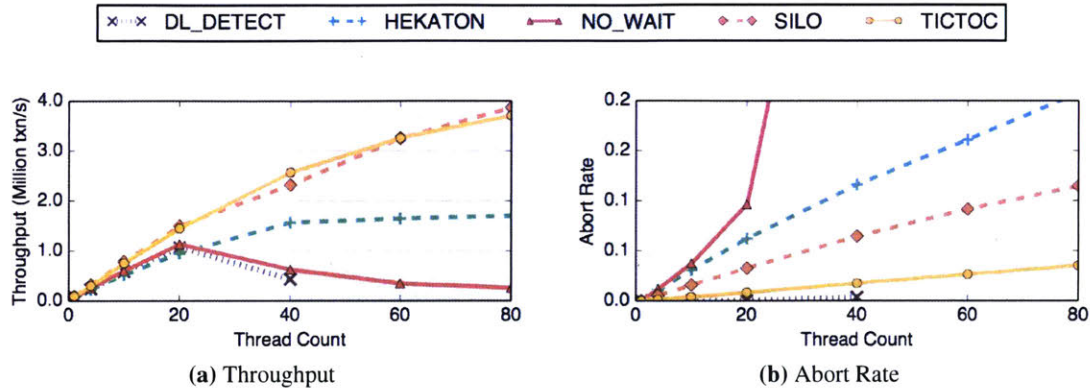 DL_DETECT HEKATON NO_WAIT SILO TICTOC
Throughput (Million txn/s)
4.0
3.0
2.0
1.0
0.0
0 20 40 60 80
Thread Count
(a) Throughput
Abort Rate
0.2
0.2
0.1
0.1
0.0
0 20 40 60 80
Thread Count
(b) Abort Rate